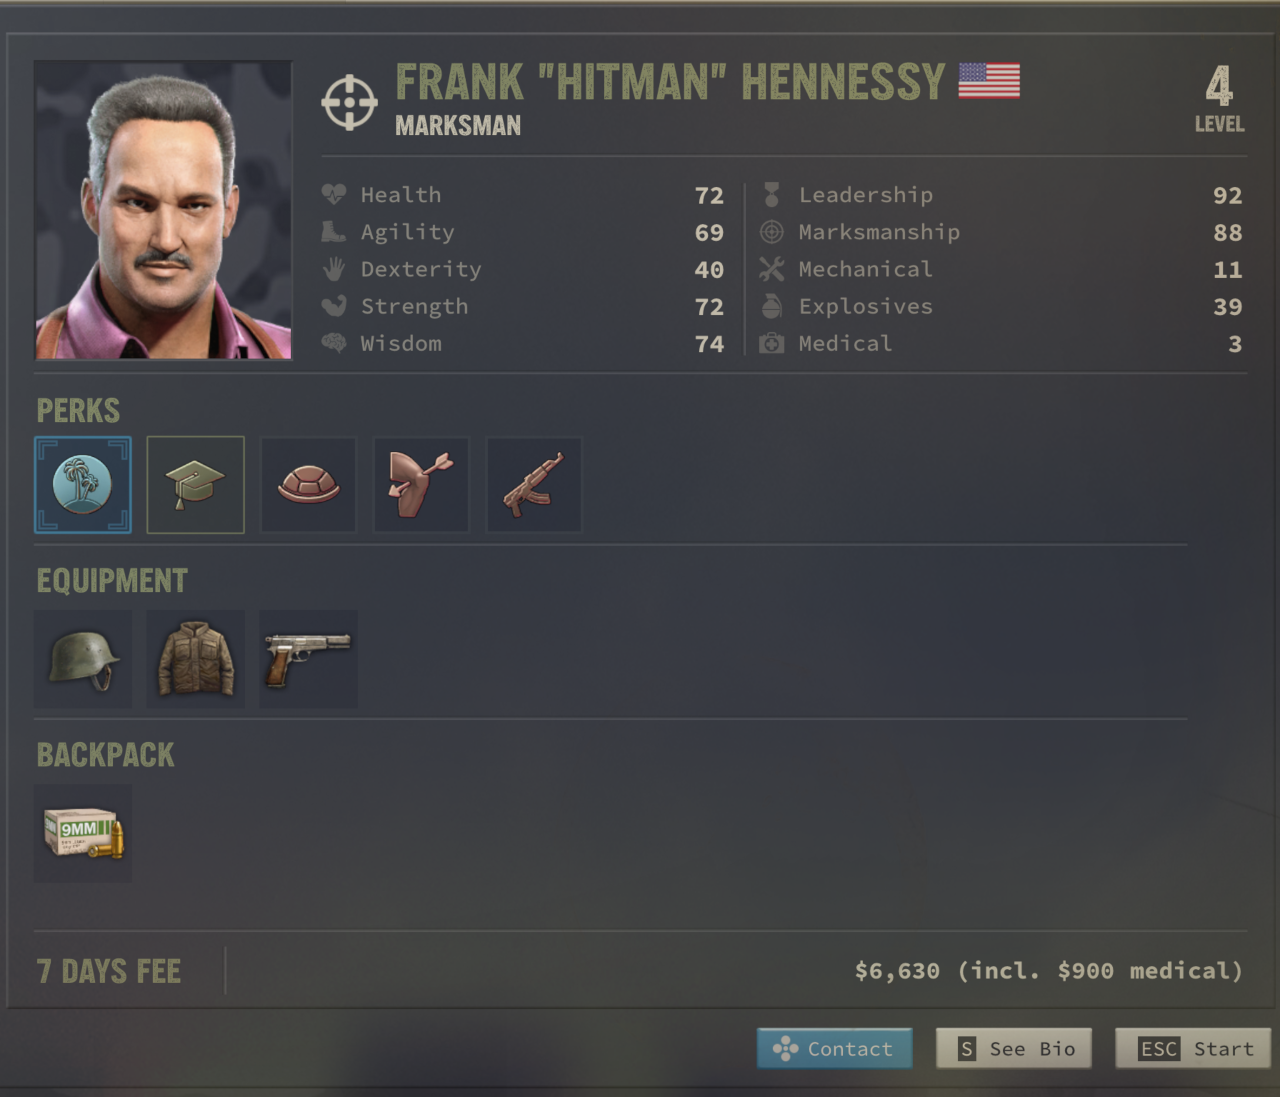 FRANK "HITMAN" HENNESSY
MARKSMAN
4
LEVEL
Health 72
Agility 69
Dexterity 40
Strength 72
Wisdom 74
Leadership 92
Marksmanship 88
Mechanical 11
Explosives 39
Medical 3
PERKS
EQUIPMENT
BACKPACK
9MM
7 DAYS FEE
$6,630 (incl. $900 medical)
Contact
S See Bio
ESC Start